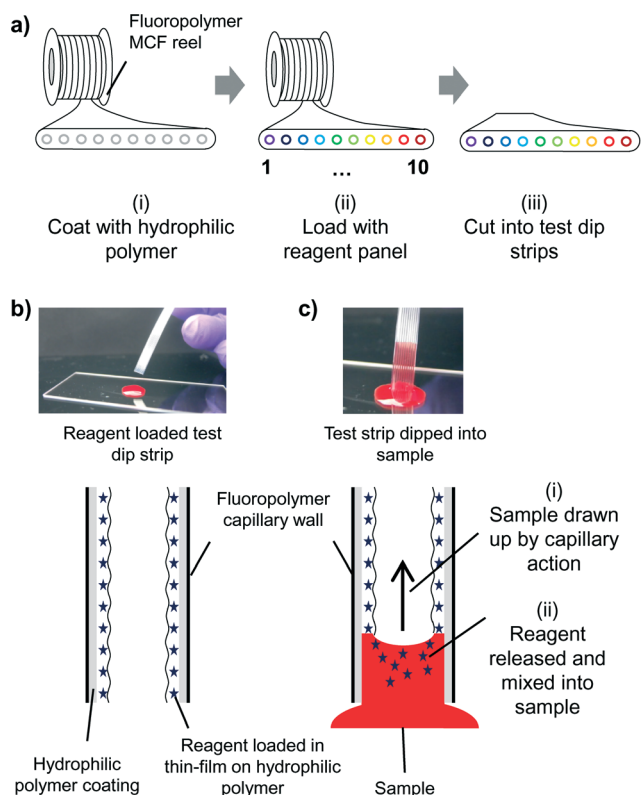 a)
Fluoropolymer
MCF reel
1 ... 10
(i)
Coat with hydrophilic
polymer
(ii)
Load with
reagent panel
(iii)
Cut into test dip
strips
b)
Reagent loaded test
dip strip
c)
Test strip dipped into
sample
Fluoropolymer
capillary wall
(i)
Sample drawn
up by capillary
action
(ii)
Reagent
released and
mixed into
sample
Hydrophilic
polymer coating
Reagent loaded in
thin-film on hydrophilic
polymer
Sample